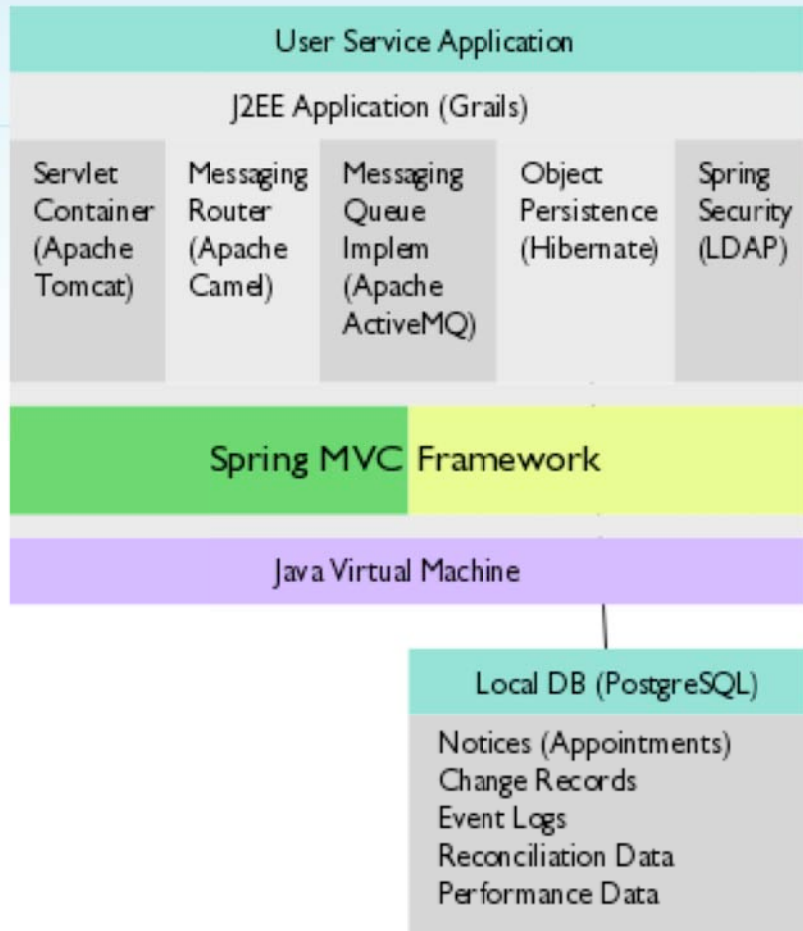 User Service Application
J2EE Application (Grails)
Servlet
Container
(Apache
Tomcat)
Messaging
Router
(Apache
Camel)
Messaging
Queue
Implem
(Apache
ActiveMQ)
Object
Persistence
(Hibernate)
Spring
Security
(LDAP)
Spring MVC Framework
Java Virtual Machine
Local DB (PostgreSQL)
Notices (Appointments)
Change Records
Event Logs
Reconciliation Data
Performance Data